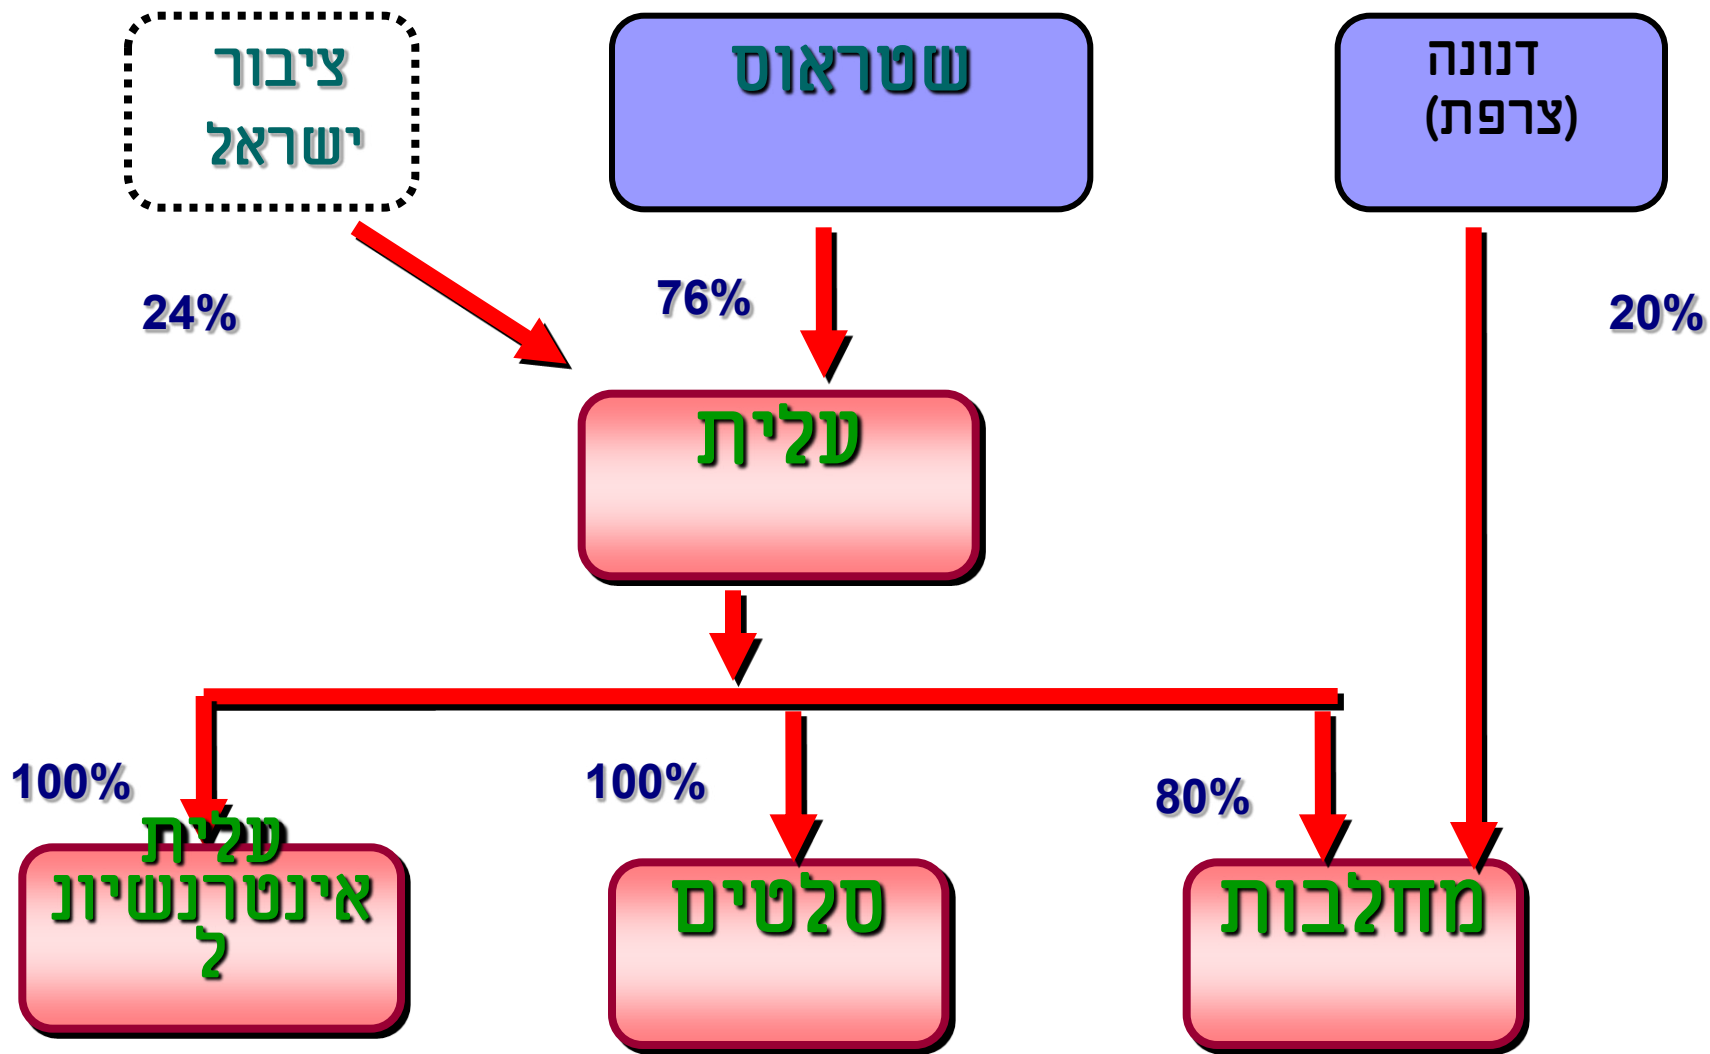 דנונה
(צרפת)
שטראוס
ציבור
ישראל
20%
76%
24%
עלית
80%
100%
100%
מחלבות
סלטים
עלית
אינטרנשיונ
ל